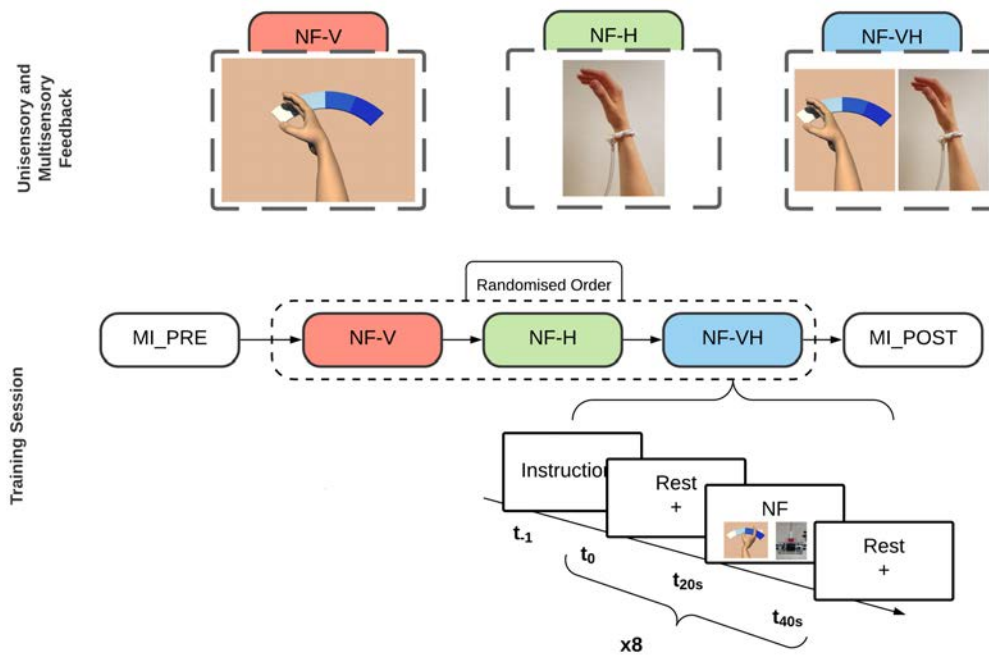 NF-V
NF-H
NF-VH
Unisensory and
Multisensory
Feedback
Randomised Order
MI_PRE
NF-V
NF-H
NF-VH
MI_POST
Training Session
Instruction
Rest
+
NF
Rest
+
t-1
t0
t20s
t40s
x8